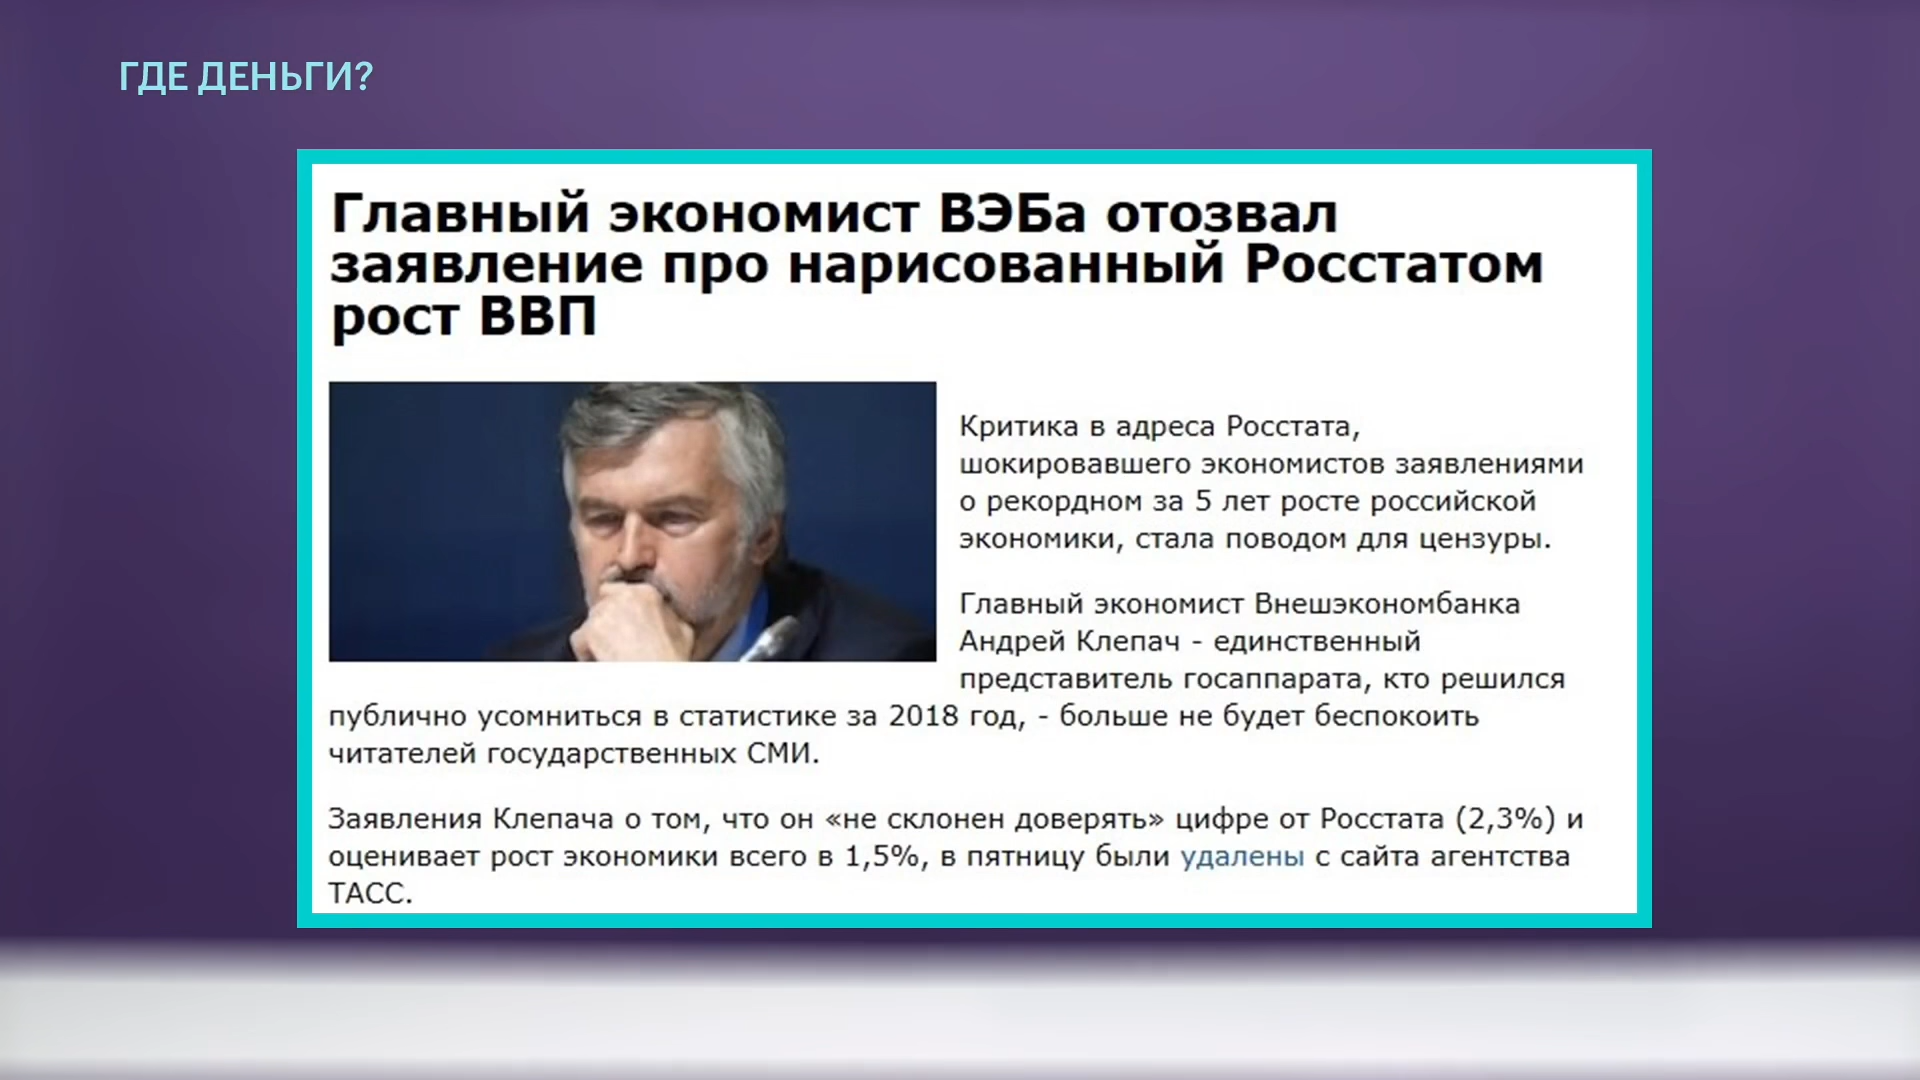 ГДЕ ДЕНЬГИ?
Главный экономист ВЭБа отозвал
заявление про нарисованный Росстатом
рост ВВП
Критика в адреса Росстата,
шокировавшего экономистов заявлениями
о рекордном за 5 лет росте российской
экономики, стала поводом для цензуры.
Главный экономист Внешэкономбанка
Андрей Клепач - единственный
представитель госаппарата, кто решился
публично усомниться в статистике за 2018 год, - больше не будет беспокоить
читателей государственных СМИ.
Заявления Клепача о том, что он «не склонен доверять» цифре от Росстата (2,3%) и
оценивает рост экономики всего в 1,5%, в пятницу были удалены с сайта агентства
ТАСС.